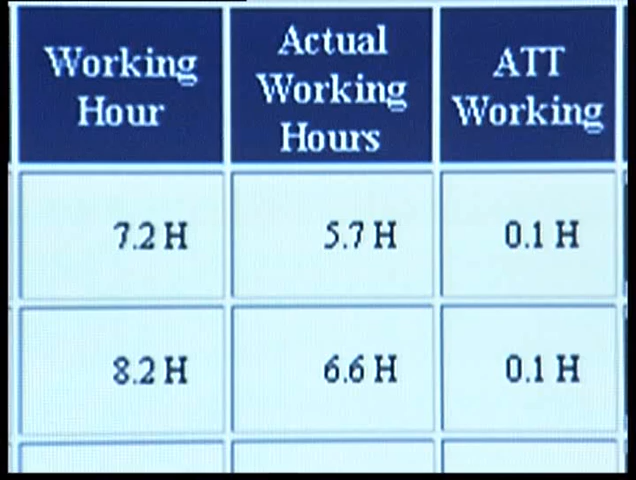 Working Hour
Actual Working Hours
ATT Working
7.2 H 5.7 H 0.1 H
8.2 H 6.6 H 0.1 H